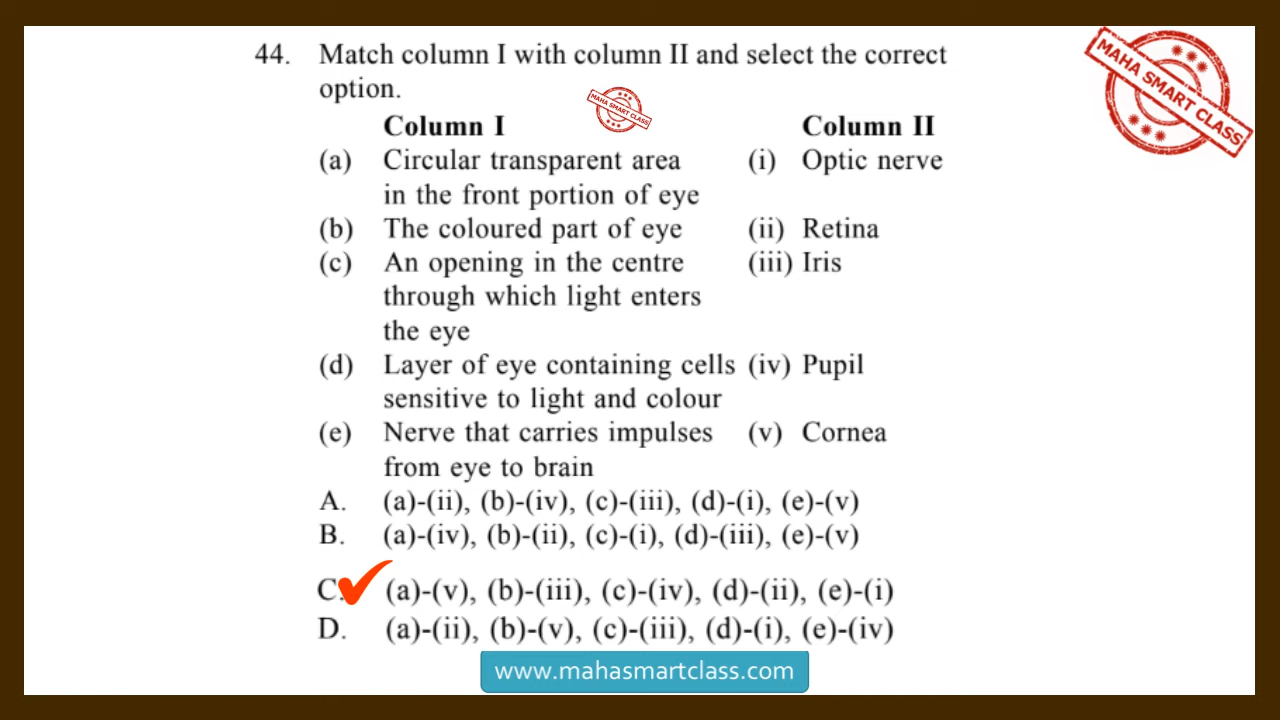 44. Match column I with column II and select the correct
option.
MAHA SMART CLASS
MAHA SMART CLASS
Column I Column II
(a) Circular transparent area (i) Optic nerve
in the front portion of eye
(b) The coloured part of eye (ii) Retina
(c) An opening in the centre (iii) Iris
through which light enters
the eye
(d) Layer of eye containing cells (iv) Pupil
sensitive to light and colour
(e) Nerve that carries impulses (v) Cornea
from eye to brain
A. (a)-(ii), (b)-(iv), (c)-(iii), (d)-(i), (e)-(v)
B. (a)-(iv), (b)-(ii), (c)-(i), (d)-(iii), (e)-(v)
C. (a)-(v), (b)-(iii), (c)-(iv), (d)-(ii), (e)-(i)
D. (a)-(ii), (b)-(v), (c)-(iii), (d)-(i), (e)-(iv)
www.mahasmartclass.com